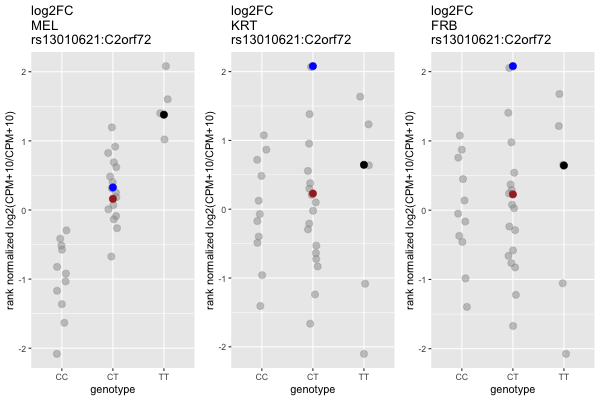 log2FC
MEL
rs13010621:C2orf72
rank normalized log2(CPM+10/CPM+10)
2
1
0
-1
-2
CC
CT
TT
genotype
log2FC
KRT
rs13010621:C2orf72
rank normalized log2(CPM+10/CPM+10)
2
1
0
-1
-2
CC
CT
TT
genotype
log2FC
FRB
rs13010621:C2orf72
rank normalized log2(CPM+10/CPM+10)
2
1
0
-1
-2
CC
CT
TT
genotype